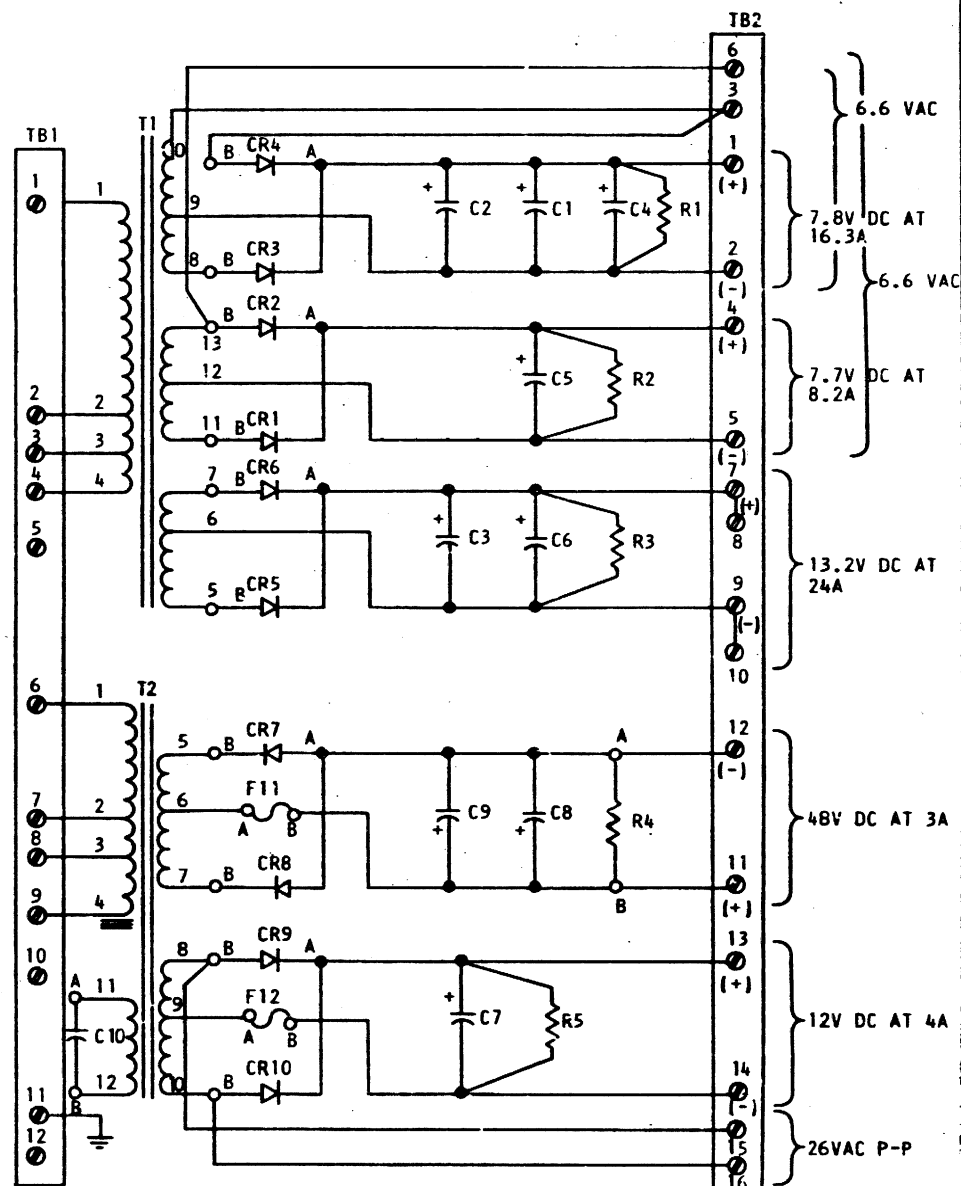 TB2
6
3
6.6 VAC
TB1
T1
10
B
CR4
A
1
1
1
(+)
+
C2
+
C1
+
C4
R1
7.8V DC AT
16.3A
9
8
B
CR3
2
(-)
6.6 VAC
B
CR2
A
4
13
(+)
12
+
C5
R2
7.7V DC AT
8.2A
2
2
11
B
CR1
5
3
3
(-)
4
4
7
B
CR6
A
7
(+)
5
6
+
C3
+
C6
R3
8
13.2V DC AT
24A
5
B
CR5
9
(-)
10
6
1
T2
CR7
5
B
A
A
12
(-)
7
2
6
F11
A
B
C9
+
C8
+
R4
48V DC AT 3A
8
3
CR8
7
B
11
9
4
B
(+)
CR9
8
B
A
13
10
(+)
A
11
9
F12
A
B
+
C7
R5
12V DC AT 4A
C10
CR10
12
10
B
14
B
(-)
11
15
26VAC P-P
12
16